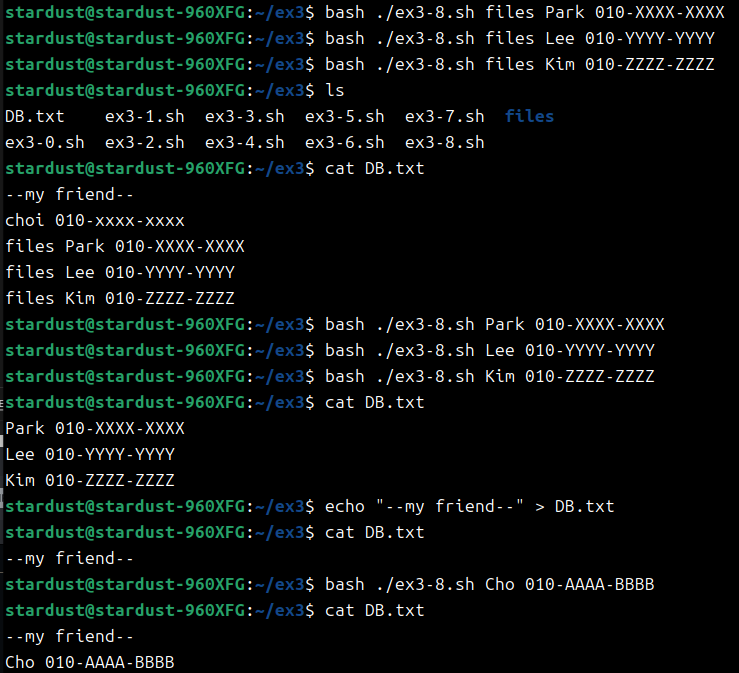 stardust@stardust-960XFG:~/ex3$ bash ./ex3-8.sh files Park 010-XXXX-XXXX
stardust@stardust-960XFG:~/ex3$ bash ./ex3-8.sh files Lee 010-YYYY-YYYY
stardust@stardust-960XFG:~/ex3$ bash ./ex3-8.sh files Kim 010-ZZZZ-ZZZZ
stardust@stardust-960XFG:~/ex3$ ls
DB.txt    ex3-1.sh  ex3-3.sh  ex3-5.sh  ex3-7.sh  files
ex3-0.sh  ex3-2.sh  ex3-4.sh  ex3-6.sh  ex3-8.sh
stardust@stardust-960XFG:~/ex3$ cat DB.txt
--my friend--
choi 010-xxxx-xxxx
files Park 010-XXXX-XXXX
files Lee 010-YYYY-YYYY
files Kim 010-ZZZZ-ZZZZ
stardust@stardust-960XFG:~/ex3$ bash ./ex3-8.sh Park 010-XXXX-XXXX
stardust@stardust-960XFG:~/ex3$ bash ./ex3-8.sh Lee 010-YYYY-YYYY
stardust@stardust-960XFG:~/ex3$ bash ./ex3-8.sh Kim 010-ZZZZ-ZZZZ
stardust@stardust-960XFG:~/ex3$ cat DB.txt
Park 010-XXXX-XXXX
Lee 010-YYYY-YYYY
Kim 010-ZZZZ-ZZZZ
stardust@stardust-960XFG:~/ex3$ echo "--my friend--" > DB.txt
stardust@stardust-960XFG:~/ex3$ cat DB.txt
--my friend--
stardust@stardust-960XFG:~/ex3$ bash ./ex3-8.sh Cho 010-AAAA-BBBB
stardust@stardust-960XFG:~/ex3$ cat DB.txt
--my friend--
Cho 010-AAAA-BBBB